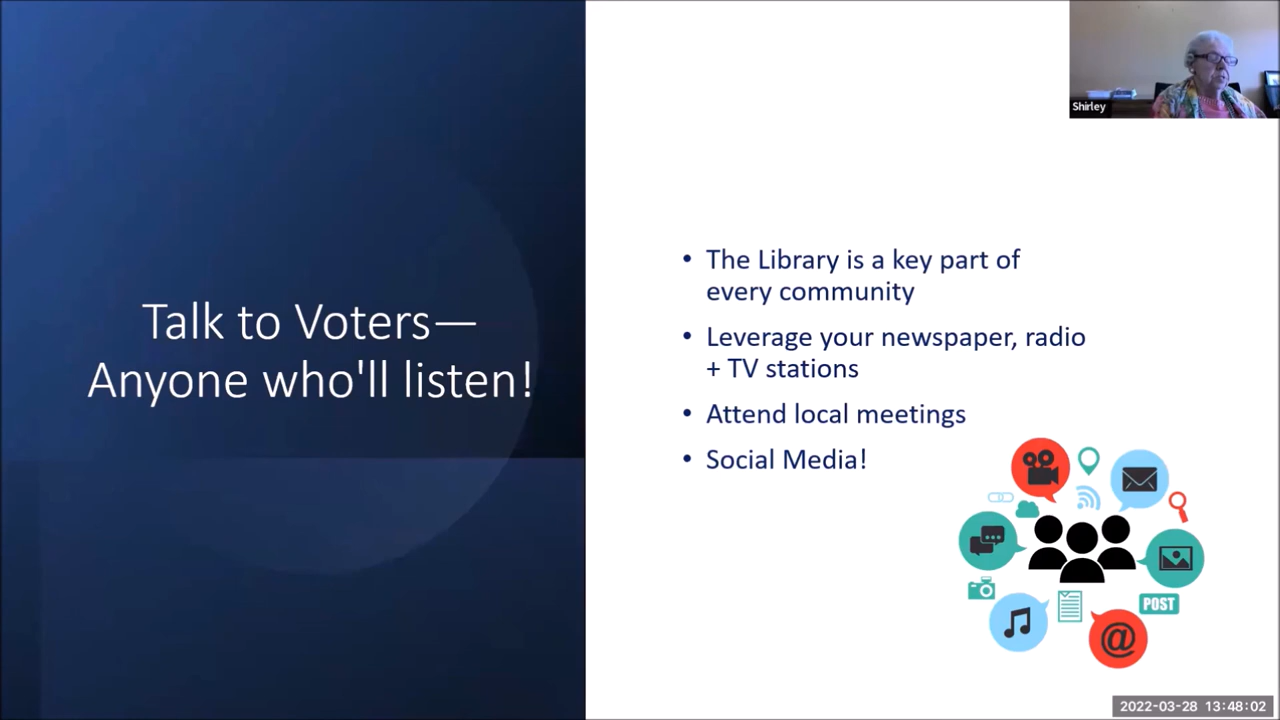 Shirley
Talk to Voters—
Anyone who'll listen!
• The Library is a key part of
every community
• Leverage your newspaper, radio
+ TV stations
• Attend local meetings
• Social Media!
POST
@
2022-03-28 13:48:02